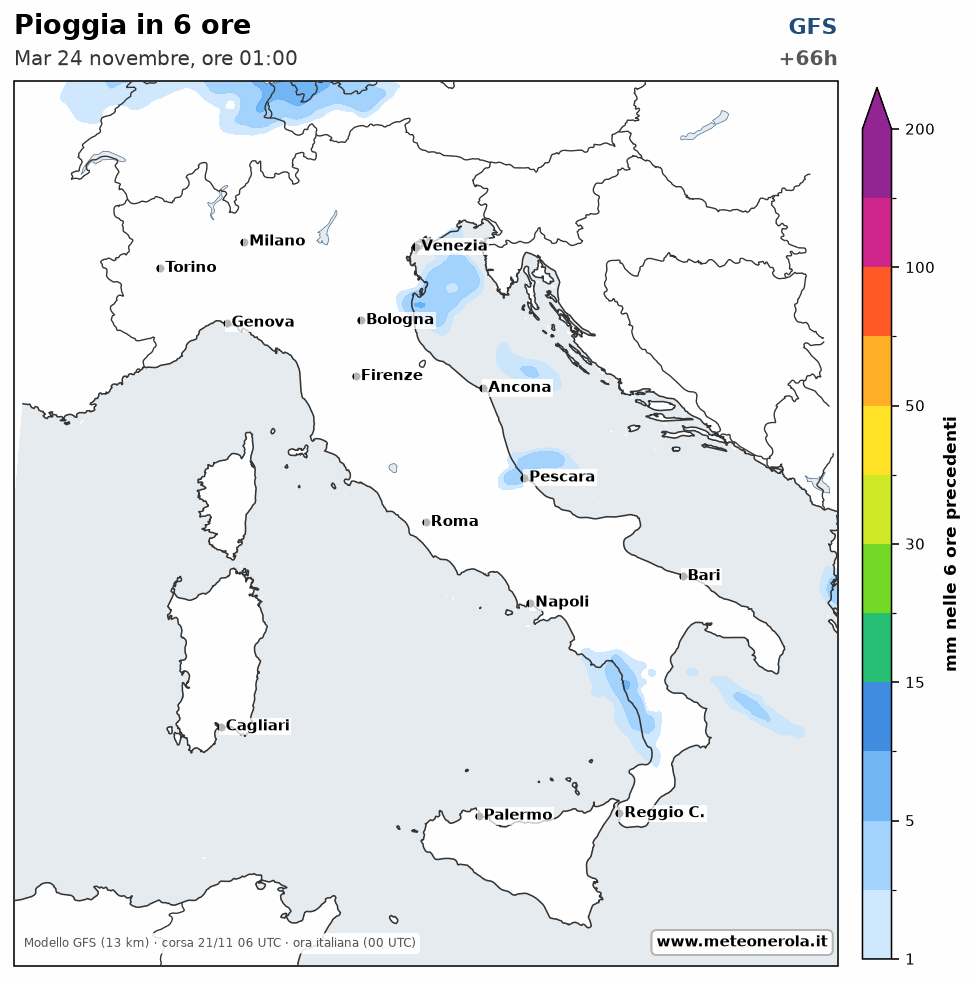 Pioggia in 6 ore
GFS
Mar 24 novembre, ore 01:00
+66h
200
100
50
30
15
5
1
mm nelle 6 ore precedenti
Milano
Venezia
Torino
Genova
Bologna
Firenze
Ancona
Pescara
Roma
Bari
Napoli
Cagliari
Palermo
Reggio C.
Modello GFS (13 km) · corsa 21/11 06 UTC · ora italiana (00 UTC)
www.meteonerola.it